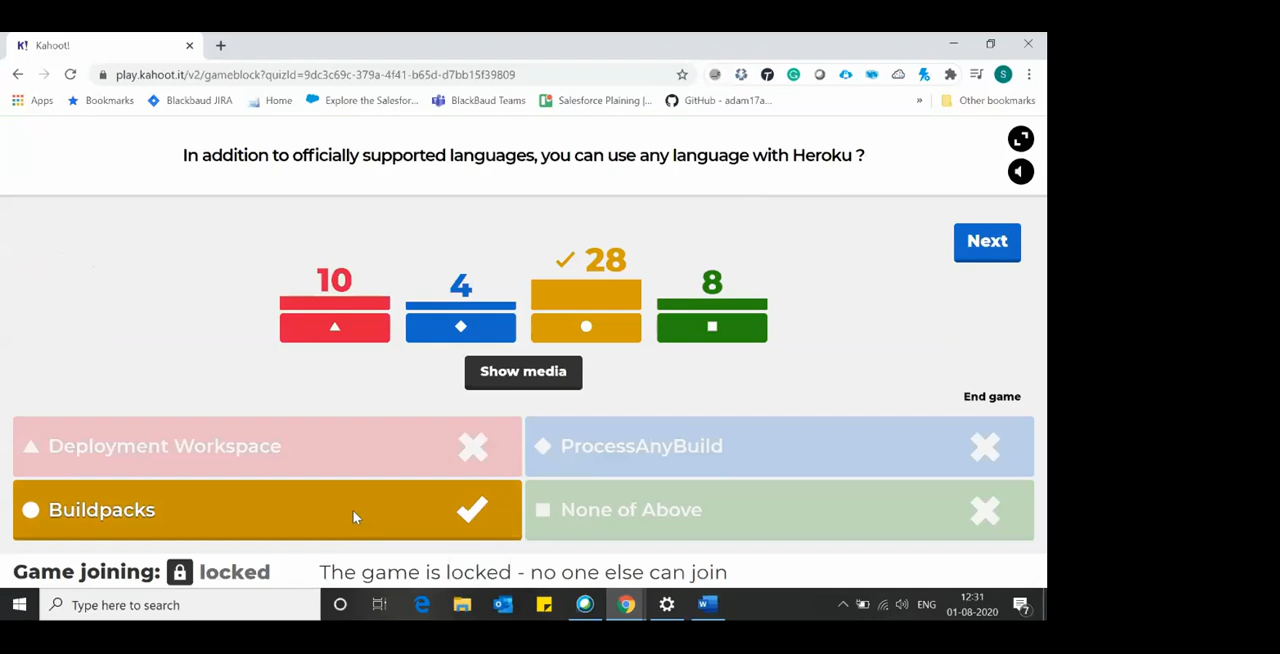 K! Kahoot!
play.kahoot.it/v2/gameblock?quizId=9dc3c69c-379a-4f41-b65d-d7bb15f39809
S
Apps Bookmarks Blackbaud JIRA Home Explore the Salesfor... BlackBaud Teams Salesforce Plaining |... GitHub - adam17a... » Other bookmarks
In addition to officially supported languages, you can use any language with Heroku ?
Next
10 4 28 8
Show media
End game
Deployment Workspace ProcessAnyBuild
Buildpacks None of Above
Game joining: locked The game is locked - no one else can join
Type here to search ENG 12:31
01-08-2020 7